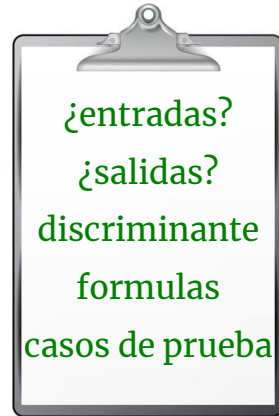 ¿entradas?
¿salidas?
discriminante
formulas
casos de prueba